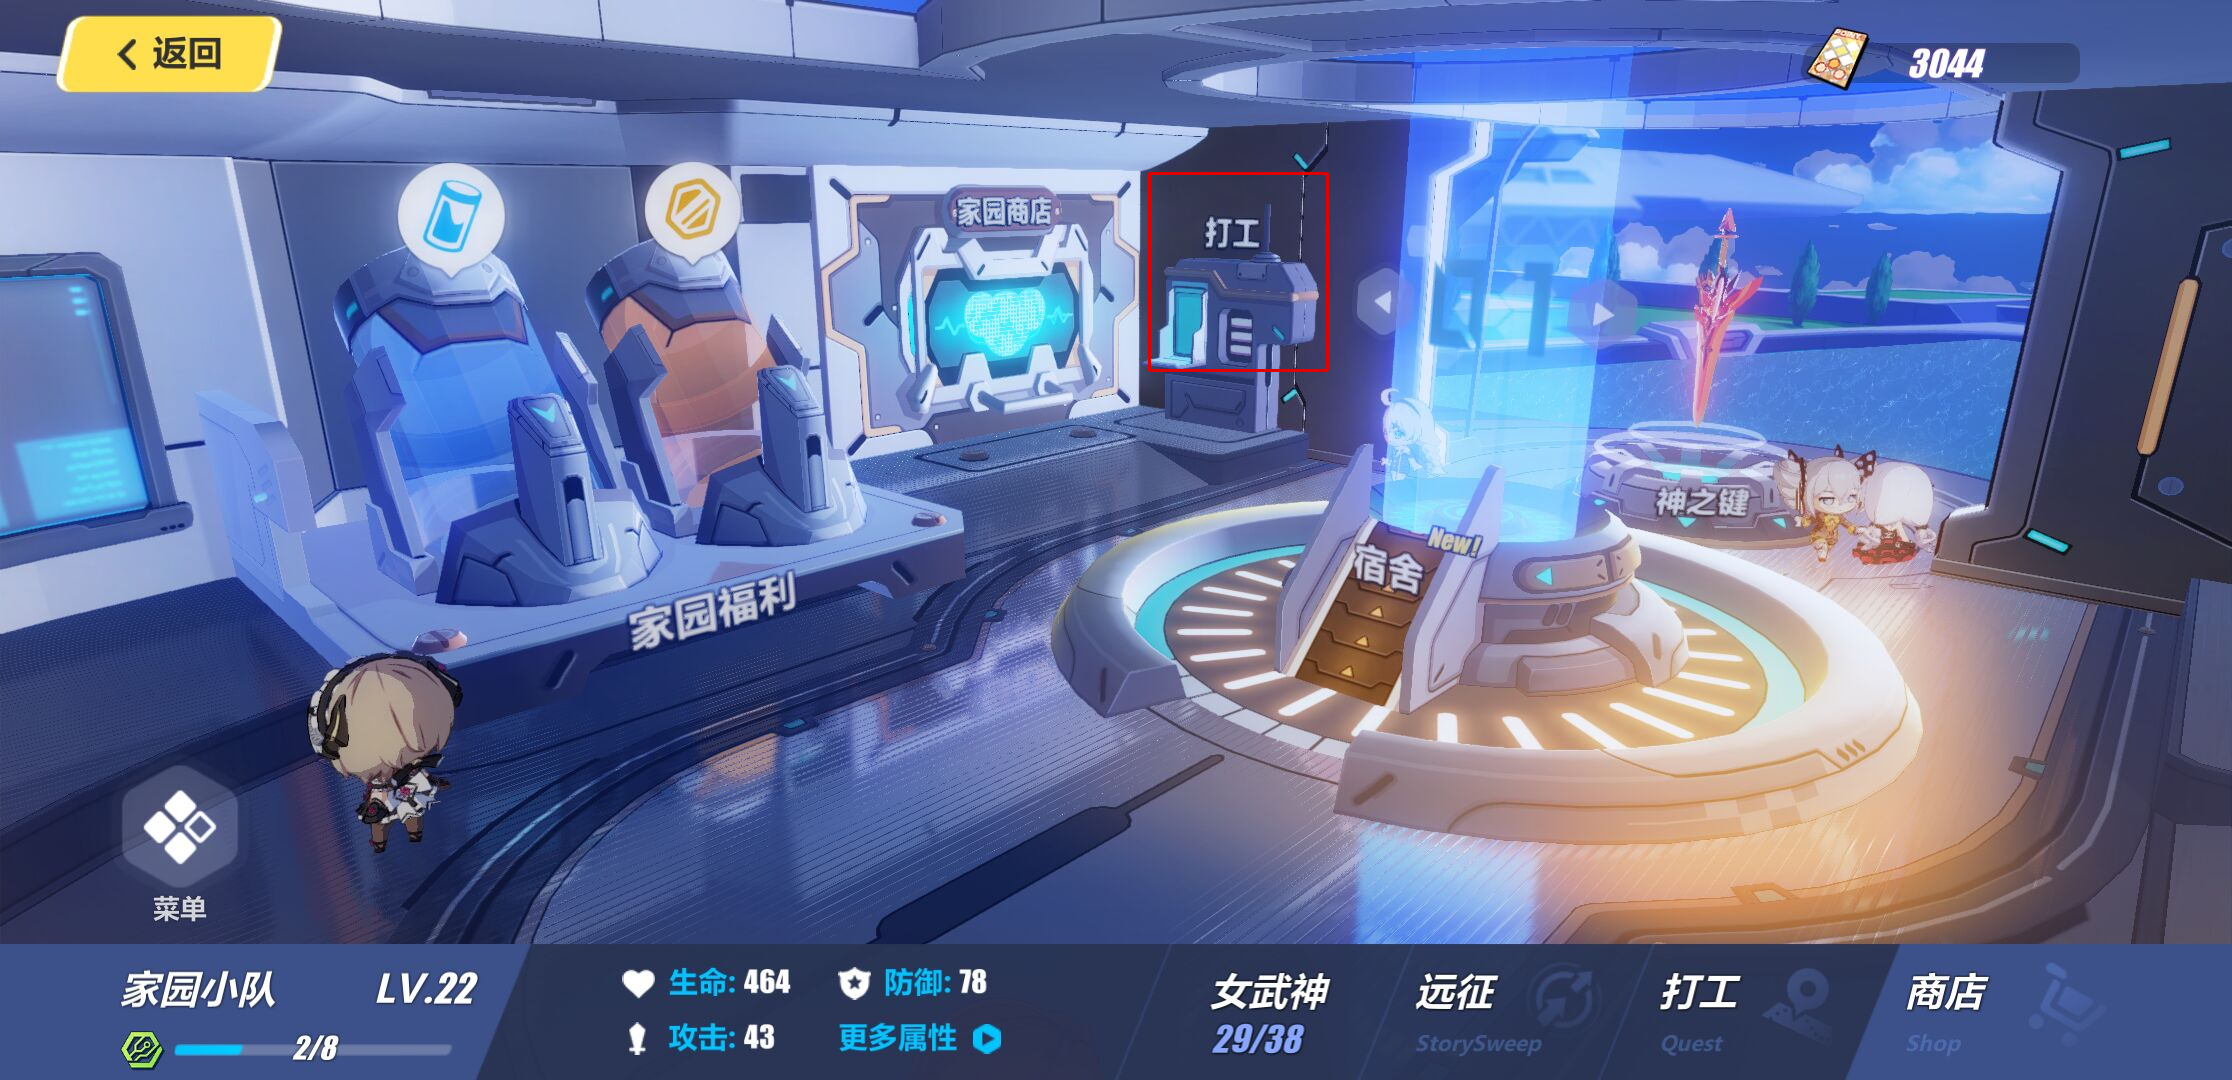 返回
3044
家园商店
打工
神之键
New!
宿舍
家园福利
菜单
家园小队 LV.22
2/8
生命: 464
防御: 78
攻击: 43
更多属性
女武神
29/38
远征
StorySweep
打工
Quest
商店
Shop